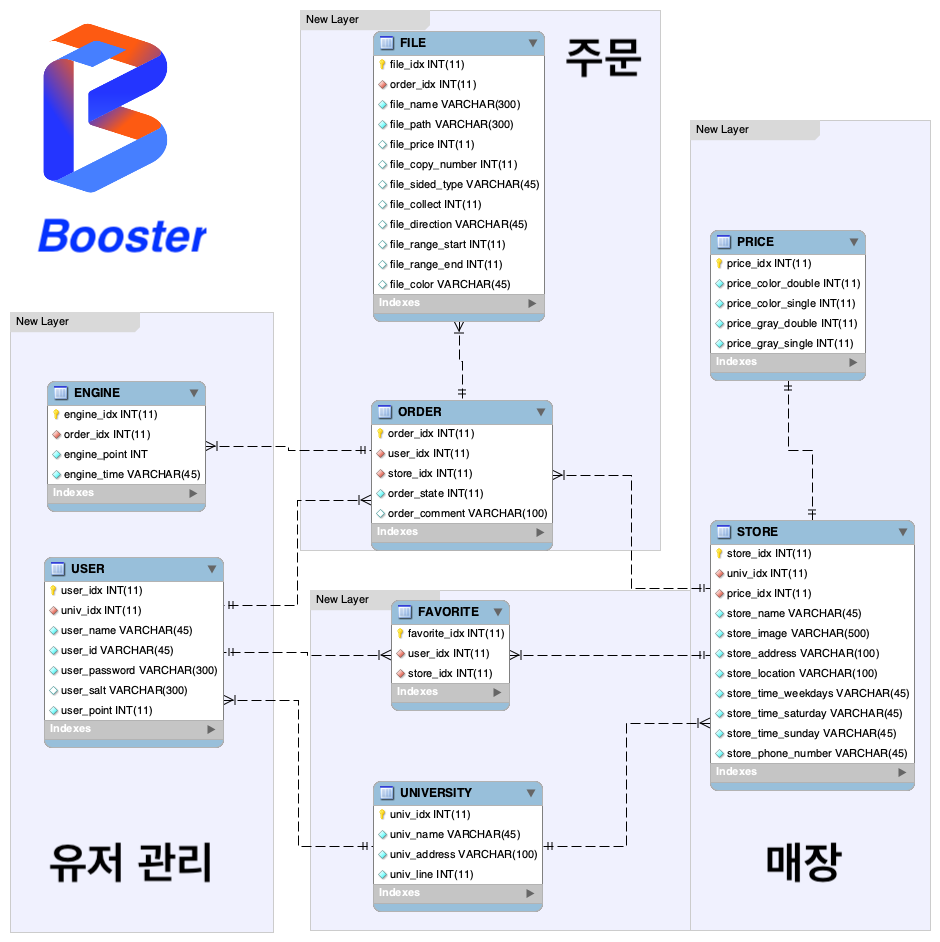 Booster
New Layer
주문
FILE
file_idx INT(11)
order_idx INT(11)
file_name VARCHAR(300)
file_path VARCHAR(300)
file_price INT(11)
file_copy_number INT(11)
file_sided_type VARCHAR(45)
file_collect INT(11)
file_direction VARCHAR(45)
file_range_start INT(11)
file_range_end INT(11)
file_color VARCHAR(45)
Indexes
ORDER
order_idx INT(11)
user_idx INT(11)
store_idx INT(11)
order_state INT(11)
order_comment VARCHAR(100)
Indexes
New Layer
ENGINE
engine_idx INT(11)
order_idx INT(11)
engine_point INT
engine_time VARCHAR(45)
Indexes
USER
user_idx INT(11)
univ_idx INT(11)
user_name VARCHAR(45)
user_id VARCHAR(45)
user_password VARCHAR(300)
user_salt VARCHAR(300)
user_point INT(11)
Indexes
유저 관리
New Layer
FAVORITE
favorite_idx INT(11)
user_idx INT(11)
store_idx INT(11)
Indexes
UNIVERSITY
univ_idx INT(11)
univ_name VARCHAR(45)
univ_address VARCHAR(100)
univ_line INT(11)
Indexes
New Layer
PRICE
price_idx INT(11)
price_color_double INT(11)
price_color_single INT(11)
price_gray_double INT(11)
price_gray_single INT(11)
Indexes
STORE
store_idx INT(11)
univ_idx INT(11)
price_idx INT(11)
store_name VARCHAR(45)
store_image VARCHAR(500)
store_address VARCHAR(100)
store_location VARCHAR(100)
store_time_weekdays VARCHAR(45)
store_time_saturday VARCHAR(45)
store_time_sunday VARCHAR(45)
store_phone_number VARCHAR(45)
Indexes
매장